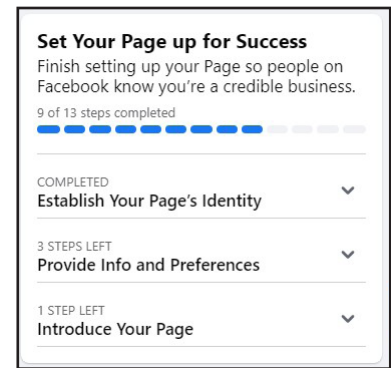 Set Your Page up for Success
Finish setting up your Page so people on
Facebook know you're a credible business.
9 of 13 steps completed
COMPLETED
Establish Your Page's Identity
3 STEPS LEFT
Provide Info and Preferences
1 STEP LEFT
Introduce Your Page